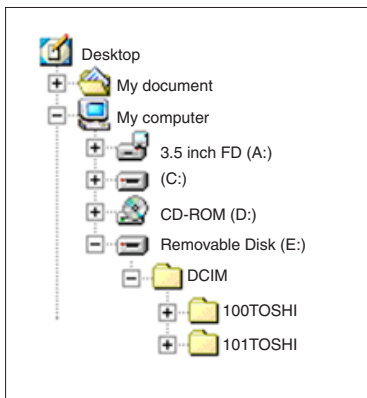 Desktop
My document
My computer
3.5 inch FD (A:)
(C:)
CD-ROM (D:)
Removable Disk (E:)
DCIM
100TOSHI
101TOSHI